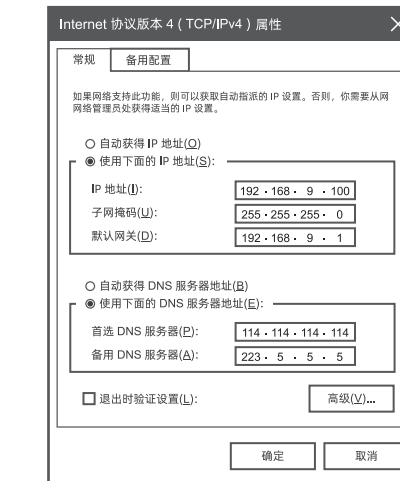 Internet 协议版本 4 ( TCP/IPv4 ) 属性
常规 备用配置
如果网络支持此功能，则可以获取自动指派的 IP 设置。否则，你需要从网
网络管理员处获得适当的 IP 设置。
自动获得 IP 地址(O)
使用下面的 IP 地址(S):
IP 地址(I): 192 . 168 . 9 . 100
子网掩码(U): 255 . 255 . 255 . 0
默认网关(D): 192 . 168 . 9 . 1
自动获得 DNS 服务器地址(B)
使用下面的 DNS 服务器地址(E):
首选 DNS 服务器(P): 114 . 114 . 114 . 114
备用 DNS 服务器(A): 223 . 5 . 5 . 5
退出时验证设置(L): 高级(V)...
确定 取消